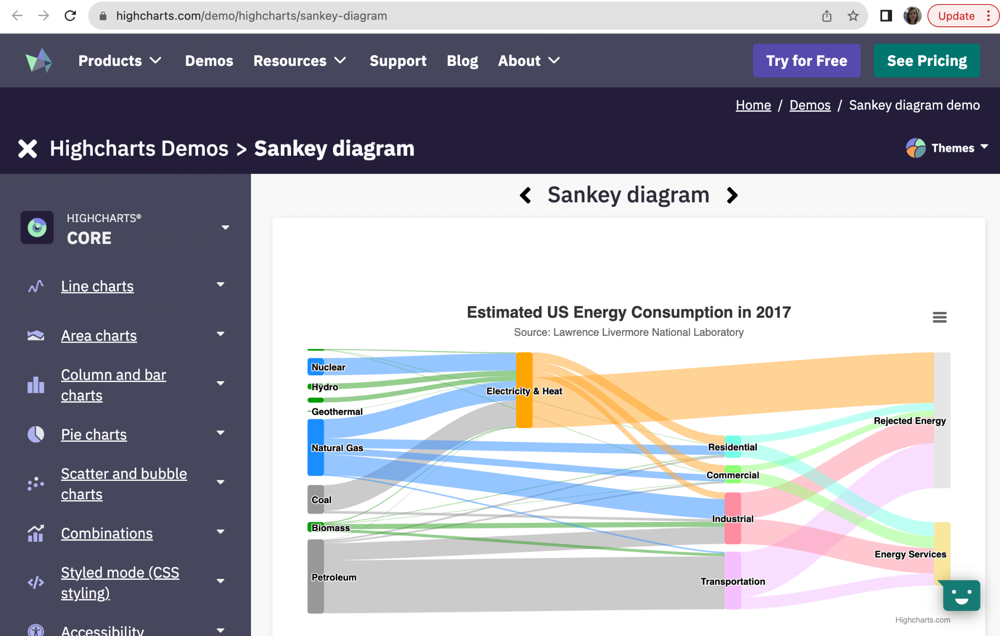 highcharts.com/demo/highcharts/sankey-diagram
Update
Products
Demos
Resources
Support
Blog
About
Try for Free
See Pricing
Home / Demos / Sankey diagram demo
Highcharts Demos > Sankey diagram
Themes
HIGHCHARTS®
CORE
Line charts
Area charts
Column and bar
charts
Pie charts
Scatter and bubble
charts
Combinations
Styled mode (CSS
styling)
Accessibility
Sankey diagram
Estimated US Energy Consumption in 2017
Source: Lawrence Livermore National Laboratory
Nuclear
Hydro
Electricity & Heat
Geothermal
Rejected Energy
Natural Gas
Residential
Commercial
Coal
Industrial
Biomass
Energy Services
Petroleum
Transportation
Highcharts.com